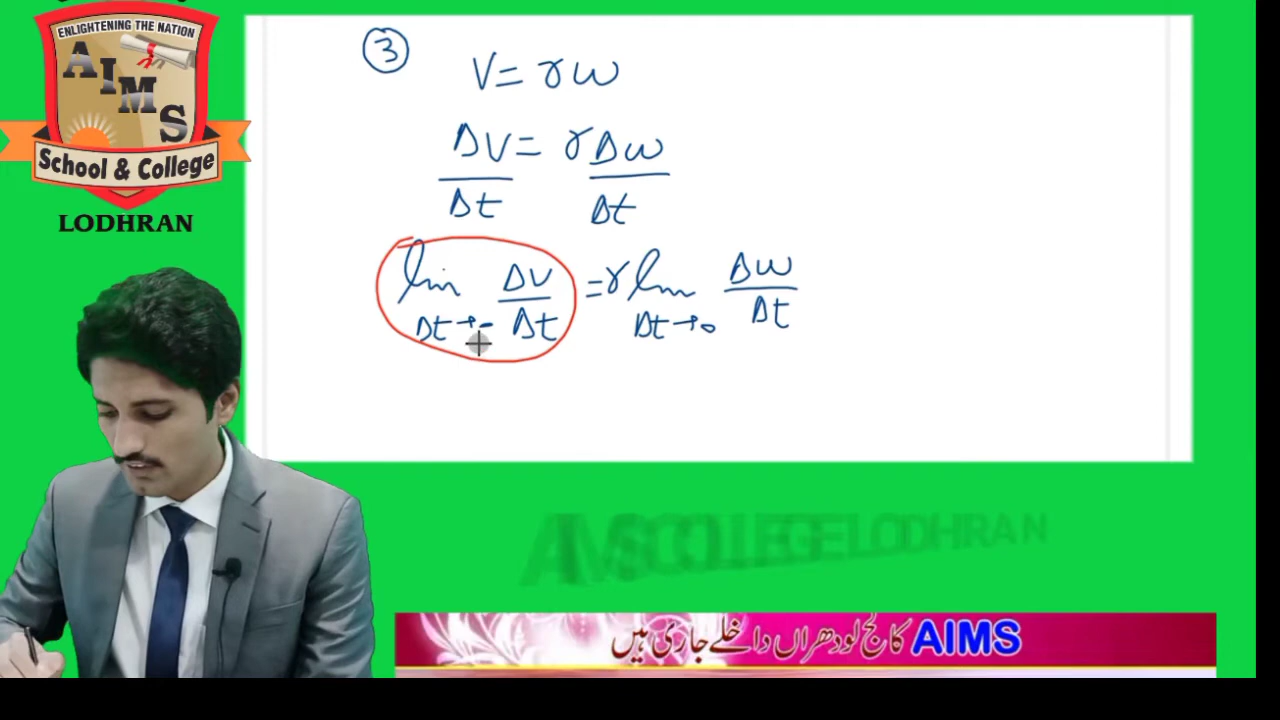 ENLIGHTENING THE NATION
AIMS
School & College
LODHRAN
③
V = rω
ΔV/Δt = r Δω/Δt
lim Δt→- ΔV/Δt = r lim Δt→0 Δω/Δt
AIMS COLLEGE LODHRAN
AIMS کالج لودھراں داخلے جاری ہیں